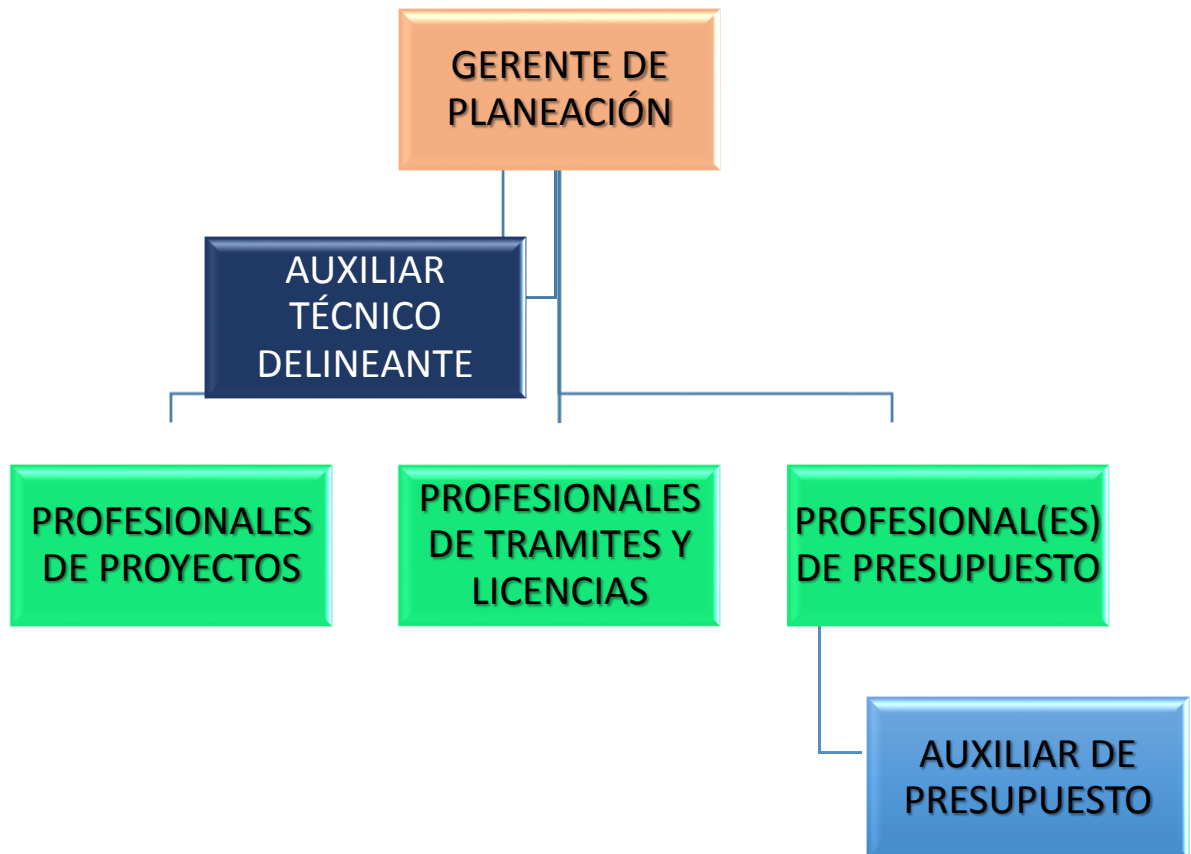 GERENTE DE
PLANEACIÓN
AUXILIAR
TÉCNICO
DELINEANTE
PROFESIONALES
DE PROYECTOS
PROFESIONALES
DE TRAMITES Y
LICENCIAS
PROFESIONAL(ES)
DE PRESUPUESTO
AUXILIAR DE
PRESUPUESTO